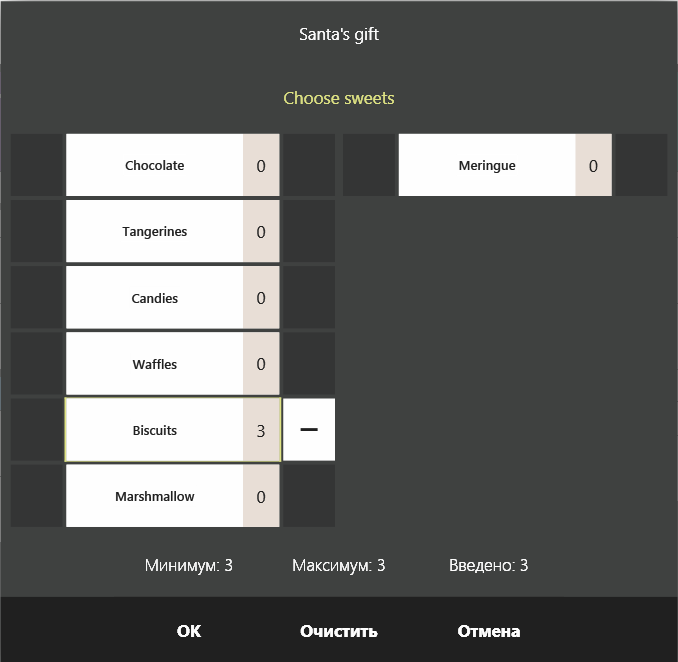 Santa's gift
Choose sweets
Chocolate 0
Meringue 0
Tangerines 0
Candies 0
Waffles 0
Biscuits 3 —
Marshmallow 0
Минимум: 3 Максимум: 3 Введено: 3
OK Очистить Отмена